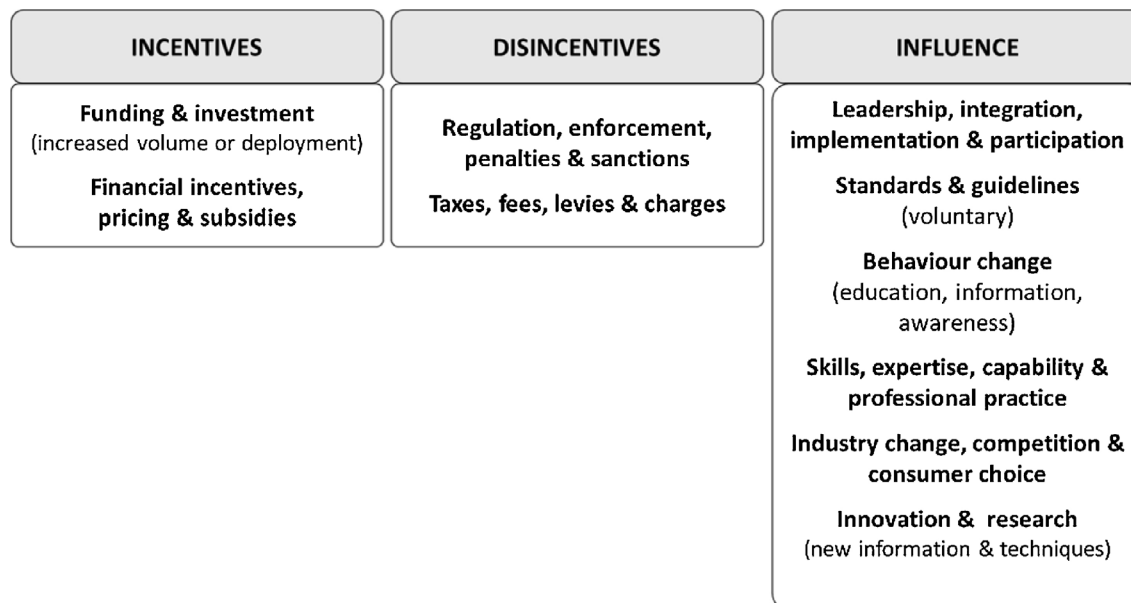 INCENTIVES
Funding & investment
(increased volume or deployment)
Financial incentives,
pricing & subsidies
DISINCENTIVES
Regulation, enforcement,
penalties & sanctions
Taxes, fees, levies & charges
INFLUENCE
Leadership, integration,
implementation & participation
Standards & guidelines
(voluntary)
Behaviour change
(education, information,
awareness)
Skills, expertise, capability &
professional practice
Industry change, competition &
consumer choice
Innovation & research
(new information & techniques)